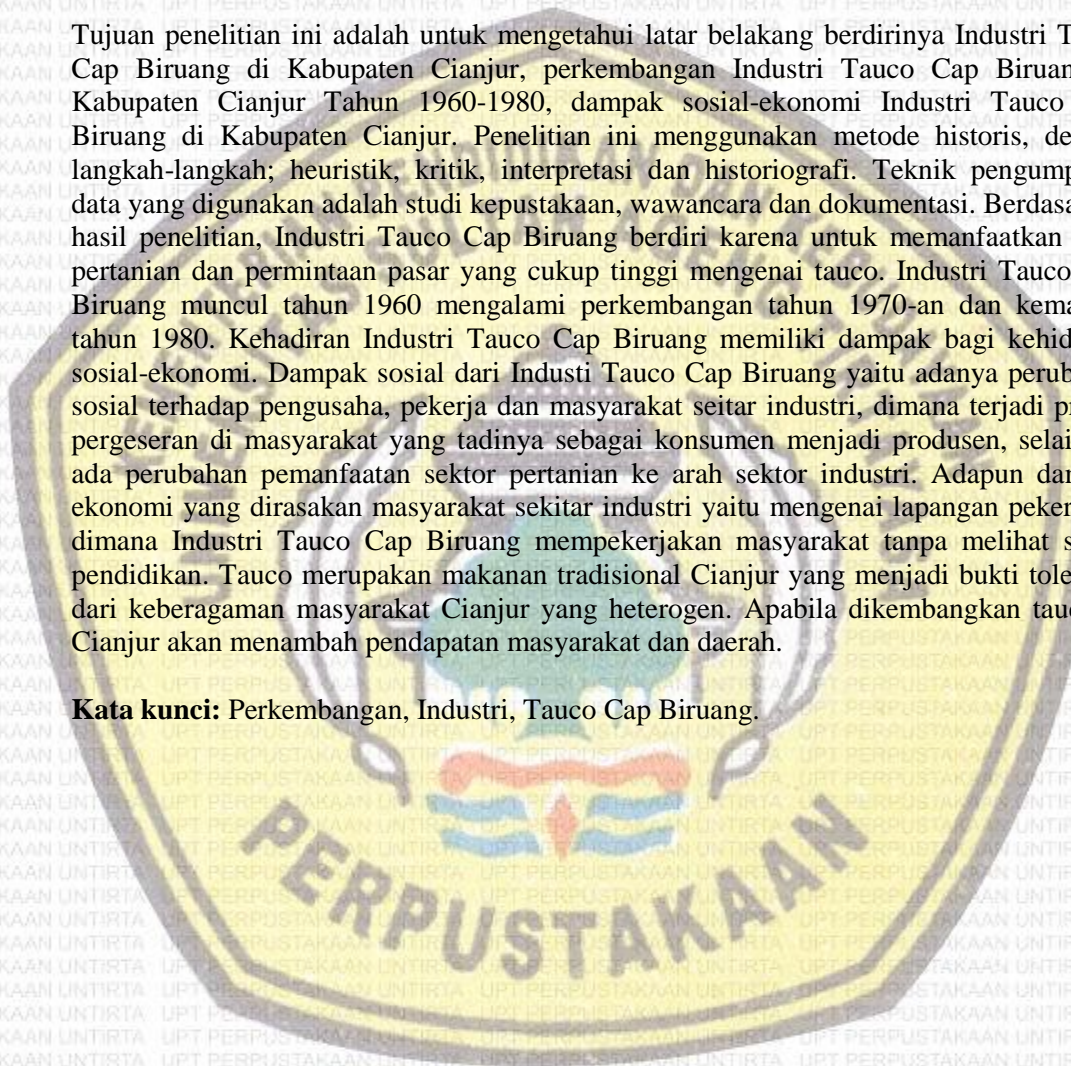 Tujuan penelitian ini adalah untuk mengetahui latar belakang berdirinya Industri T
Cap Biruang di Kabupaten Cianjur, perkembangan Industri Tauco Cap Biruan
Kabupaten Cianjur Tahun 1960-1980, dampak sosial-ekonomi Industri Tauco
Biruang di Kabupaten Cianjur. Penelitian ini menggunakan metode historis, de
langkah-langkah; heuristik, kritik, interpretasi dan historiografi. Teknik pengump
data yang digunakan adalah studi kepustakaan, wawancara dan dokumentasi. Berdasa
hasil penelitian, Industri Tauco Cap Biruang berdiri karena untuk memanfaatkan
pertanian dan permintaan pasar yang cukup tinggi mengenai tauco. Industri Tauco
Biruang muncul tahun 1960 mengalami perkembangan tahun 1970-an dan kema
tahun 1980. Kehadiran Industri Tauco Cap Biruang memiliki dampak bagi kehid
sosial-ekonomi. Dampak sosial dari Industi Tauco Cap Biruang yaitu adanya perub
sosial terhadap pengusaha, pekerja dan masyarakat seitar industri, dimana terjadi pr
pergeseran di masyarakat yang tadinya sebagai konsumen menjadi produsen, selai
ada perubahan pemanfaatan sektor pertanian ke arah sektor industri. Adapun dar
ekonomi yang dirasakan masyarakat sekitar industri yaitu mengenai lapangan peker
dimana Industri Tauco Cap Biruang mempekerjakan masyarakat tanpa melihat s
pendidikan. Tauco merupakan makanan tradisional Cianjur yang menjadi bukti tole
dari keberagaman masyarakat Cianjur yang heterogen. Apabila dikembangkan tauc
Cianjur akan menambah pendapatan masyarakat dan daerah.
Kata kunci: Perkembangan, Industri, Tauco Cap Biruang.
PERPUSTAKAAN